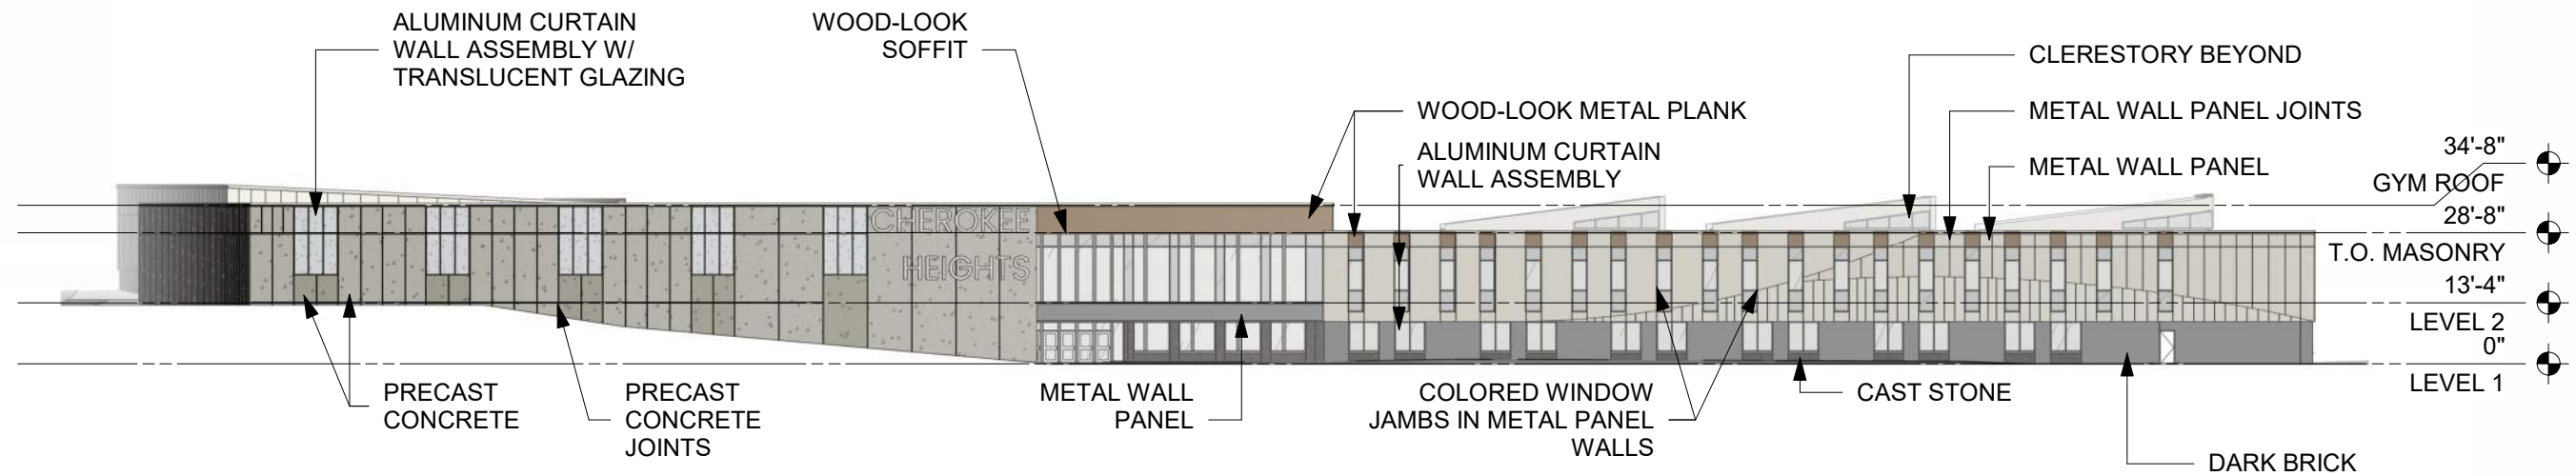 ALUMINUM CURTAIN
WALL ASSEMBLY W/
TRANSLUCENT GLAZING
WOOD-LOOK
SOFFIT
WOOD-LOOK METAL PLANK
ALUMINUM CURTAIN
WALL ASSEMBLY
CLERESTORY BEYOND
METAL WALL PANEL JOINTS
METAL WALL PANEL
34'-8"
GYM ROOF
28'-8"
T.O. MASONRY
13'-4"
LEVEL 2
0"
LEVEL 1
CHEROKEE
HEIGHTS
PRECAST
CONCRETE
PRECAST
CONCRETE
JOINTS
METAL WALL
PANEL
COLORED WINDOW
JAMBS IN METAL PANEL
WALLS
CAST STONE
DARK BRICK